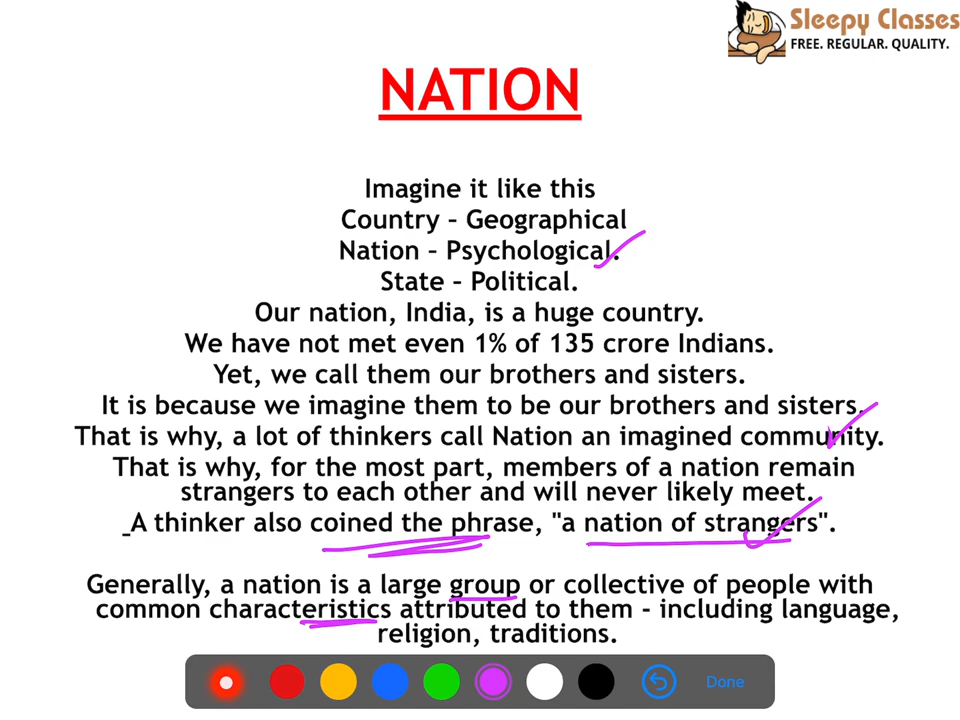 Sleepy Classes
FREE. REGULAR. QUALITY.
NATION
Imagine it like this
Country – Geographical
Nation – Psychological.
State – Political.
Our nation, India, is a huge country.
We have not met even 1% of 135 crore Indians.
Yet, we call them our brothers and sisters.
It is because we imagine them to be our brothers and sisters.
That is why, a lot of thinkers call Nation an imagined community.
That is why, for the most part, members of a nation remain
strangers to each other and will never likely meet.
_A thinker also coined the phrase, "a nation of strangers".
Generally, a nation is a large group or collective of people with
common characteristics attributed to them - including language,
religion, traditions.
Done